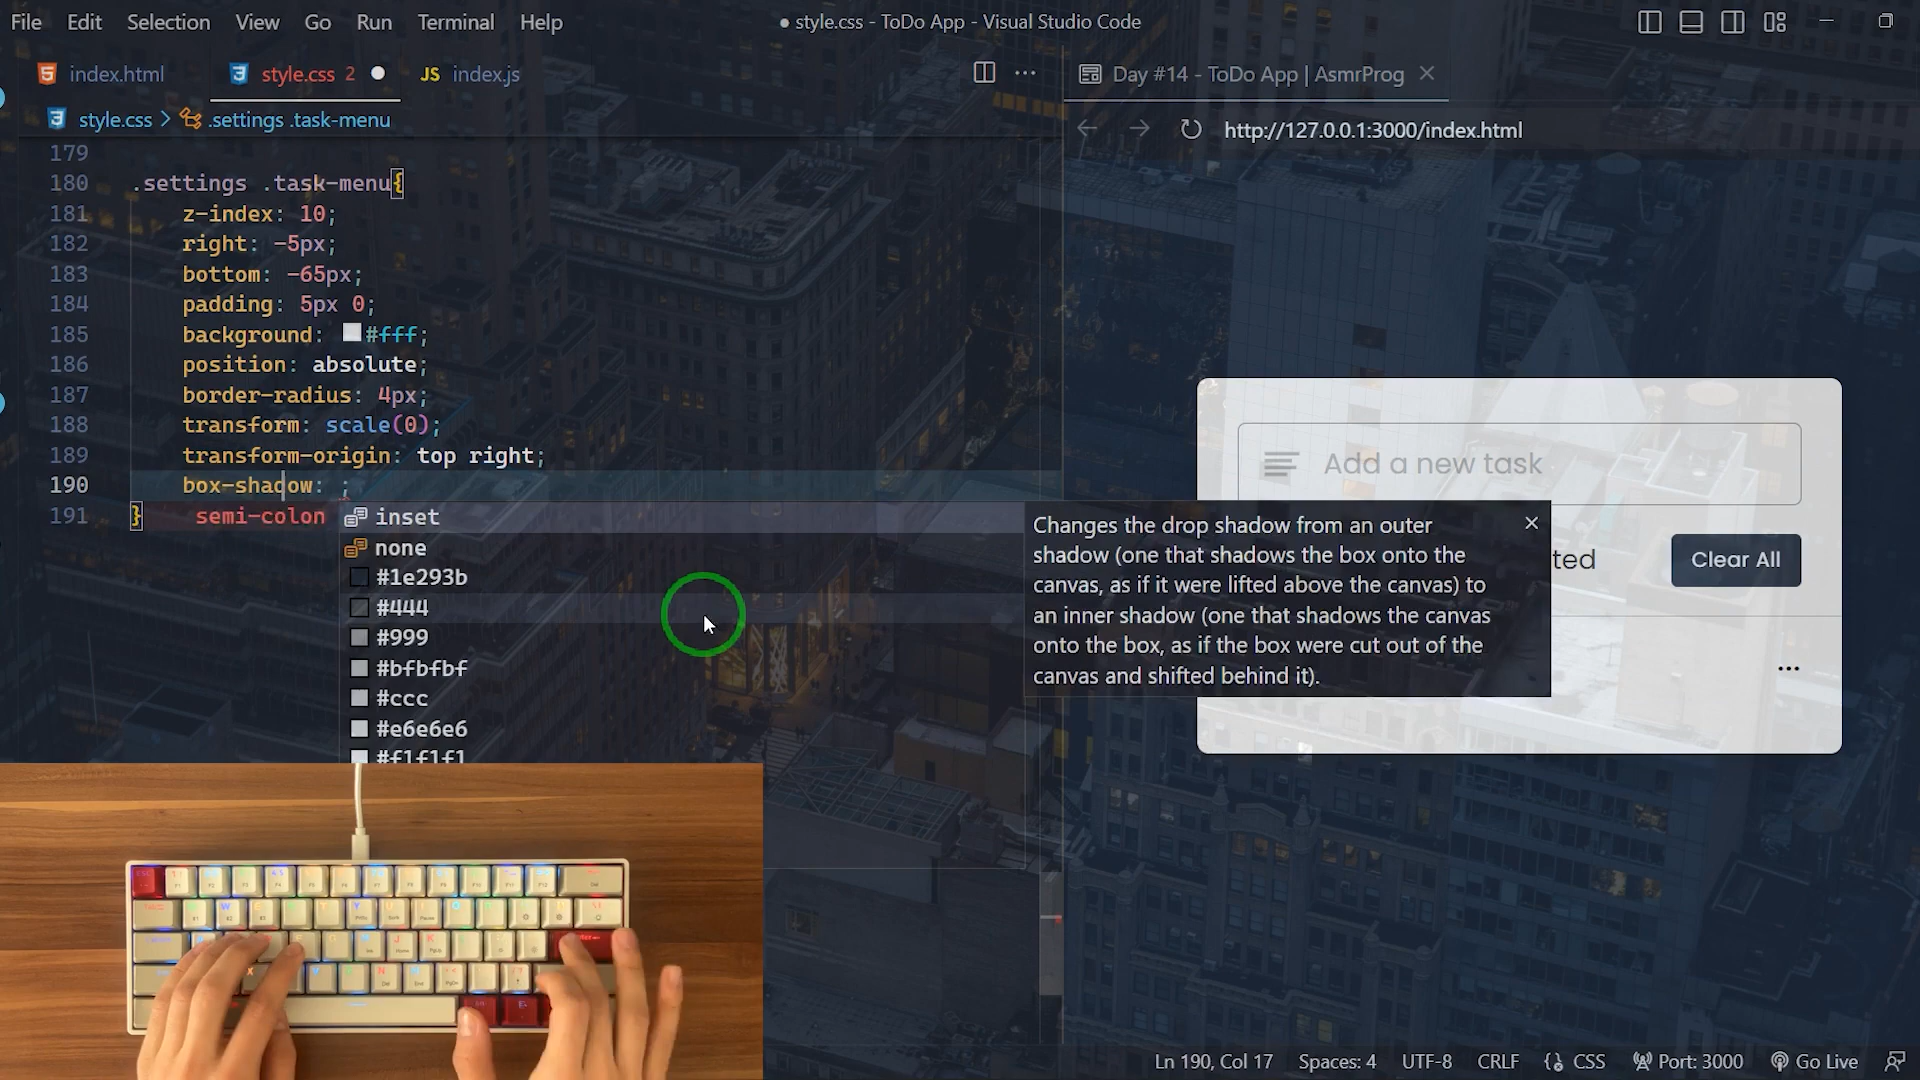 File Edit Selection View Go Run Terminal Help
● style.css - ToDo App - Visual Studio Code
index.html
style.css 2
JS index.js
Day #14 - ToDo App | AsmrProg
style.css > .settings .task-menu
http://127.0.0.1:3000/index.html
179
180 .settings .task-menu{
181 z-index: 10;
182 right: -5px;
183 bottom: -65px;
184 padding: 5px 0;
185 background: #fff;
186 position: absolute;
187 border-radius: 4px;
188 transform: scale(0);
189 transform-origin: top right;
190 box-shadow: ;
191 } semi-colon
inset
none
#1e293b
#444
#999
#bfbfbf
#ccc
#e6e6e6
#f1f1f1
Changes the drop shadow from an outer
shadow (one that shadows the box onto the
canvas, as if it were lifted above the canvas) to
an inner shadow (one that shadows the canvas
onto the box, as if the box were cut out of the
canvas and shifted behind it).
Add a new task
ted
Clear All
...
Ln 190, Col 17 Spaces: 4 UTF-8 CRLF {} CSS Port: 3000 Go Live